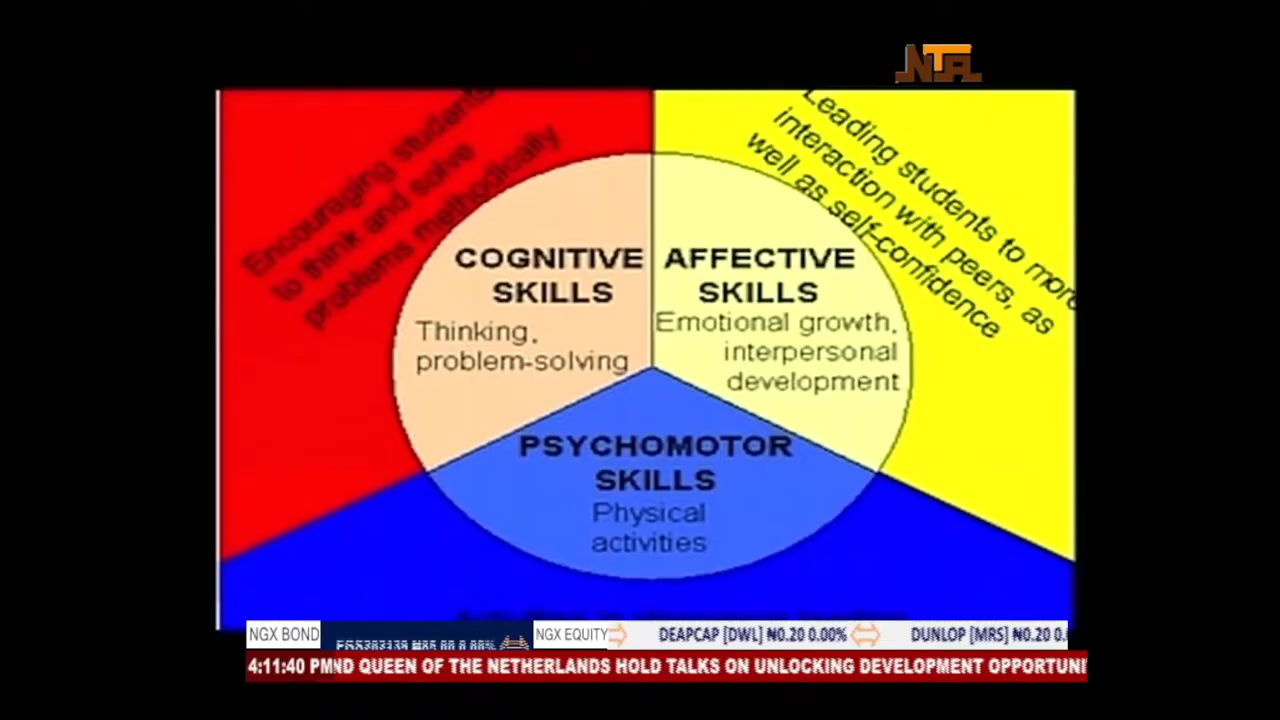 NTA
Encouraging students
to think and solve
problems methodically
Leading students to more
interaction with peers, as
well as self-confidence
COGNITIVE
SKILLS
Thinking,
problem-solving
AFFECTIVE
SKILLS
Emotional growth,
interpersonal
development
PSYCHOMOTOR
SKILLS
Physical
activities
NGX BOND
NGX EQUITY
DEAPCAP [DWL] ₦0.20 0.00%
DUNLOP [MRS] ₦0.20 0.
4:11:40 PM
ND QUEEN OF THE NETHERLANDS HOLD TALKS ON UNLOCKING DEVELOPMENT OPPORTUNI